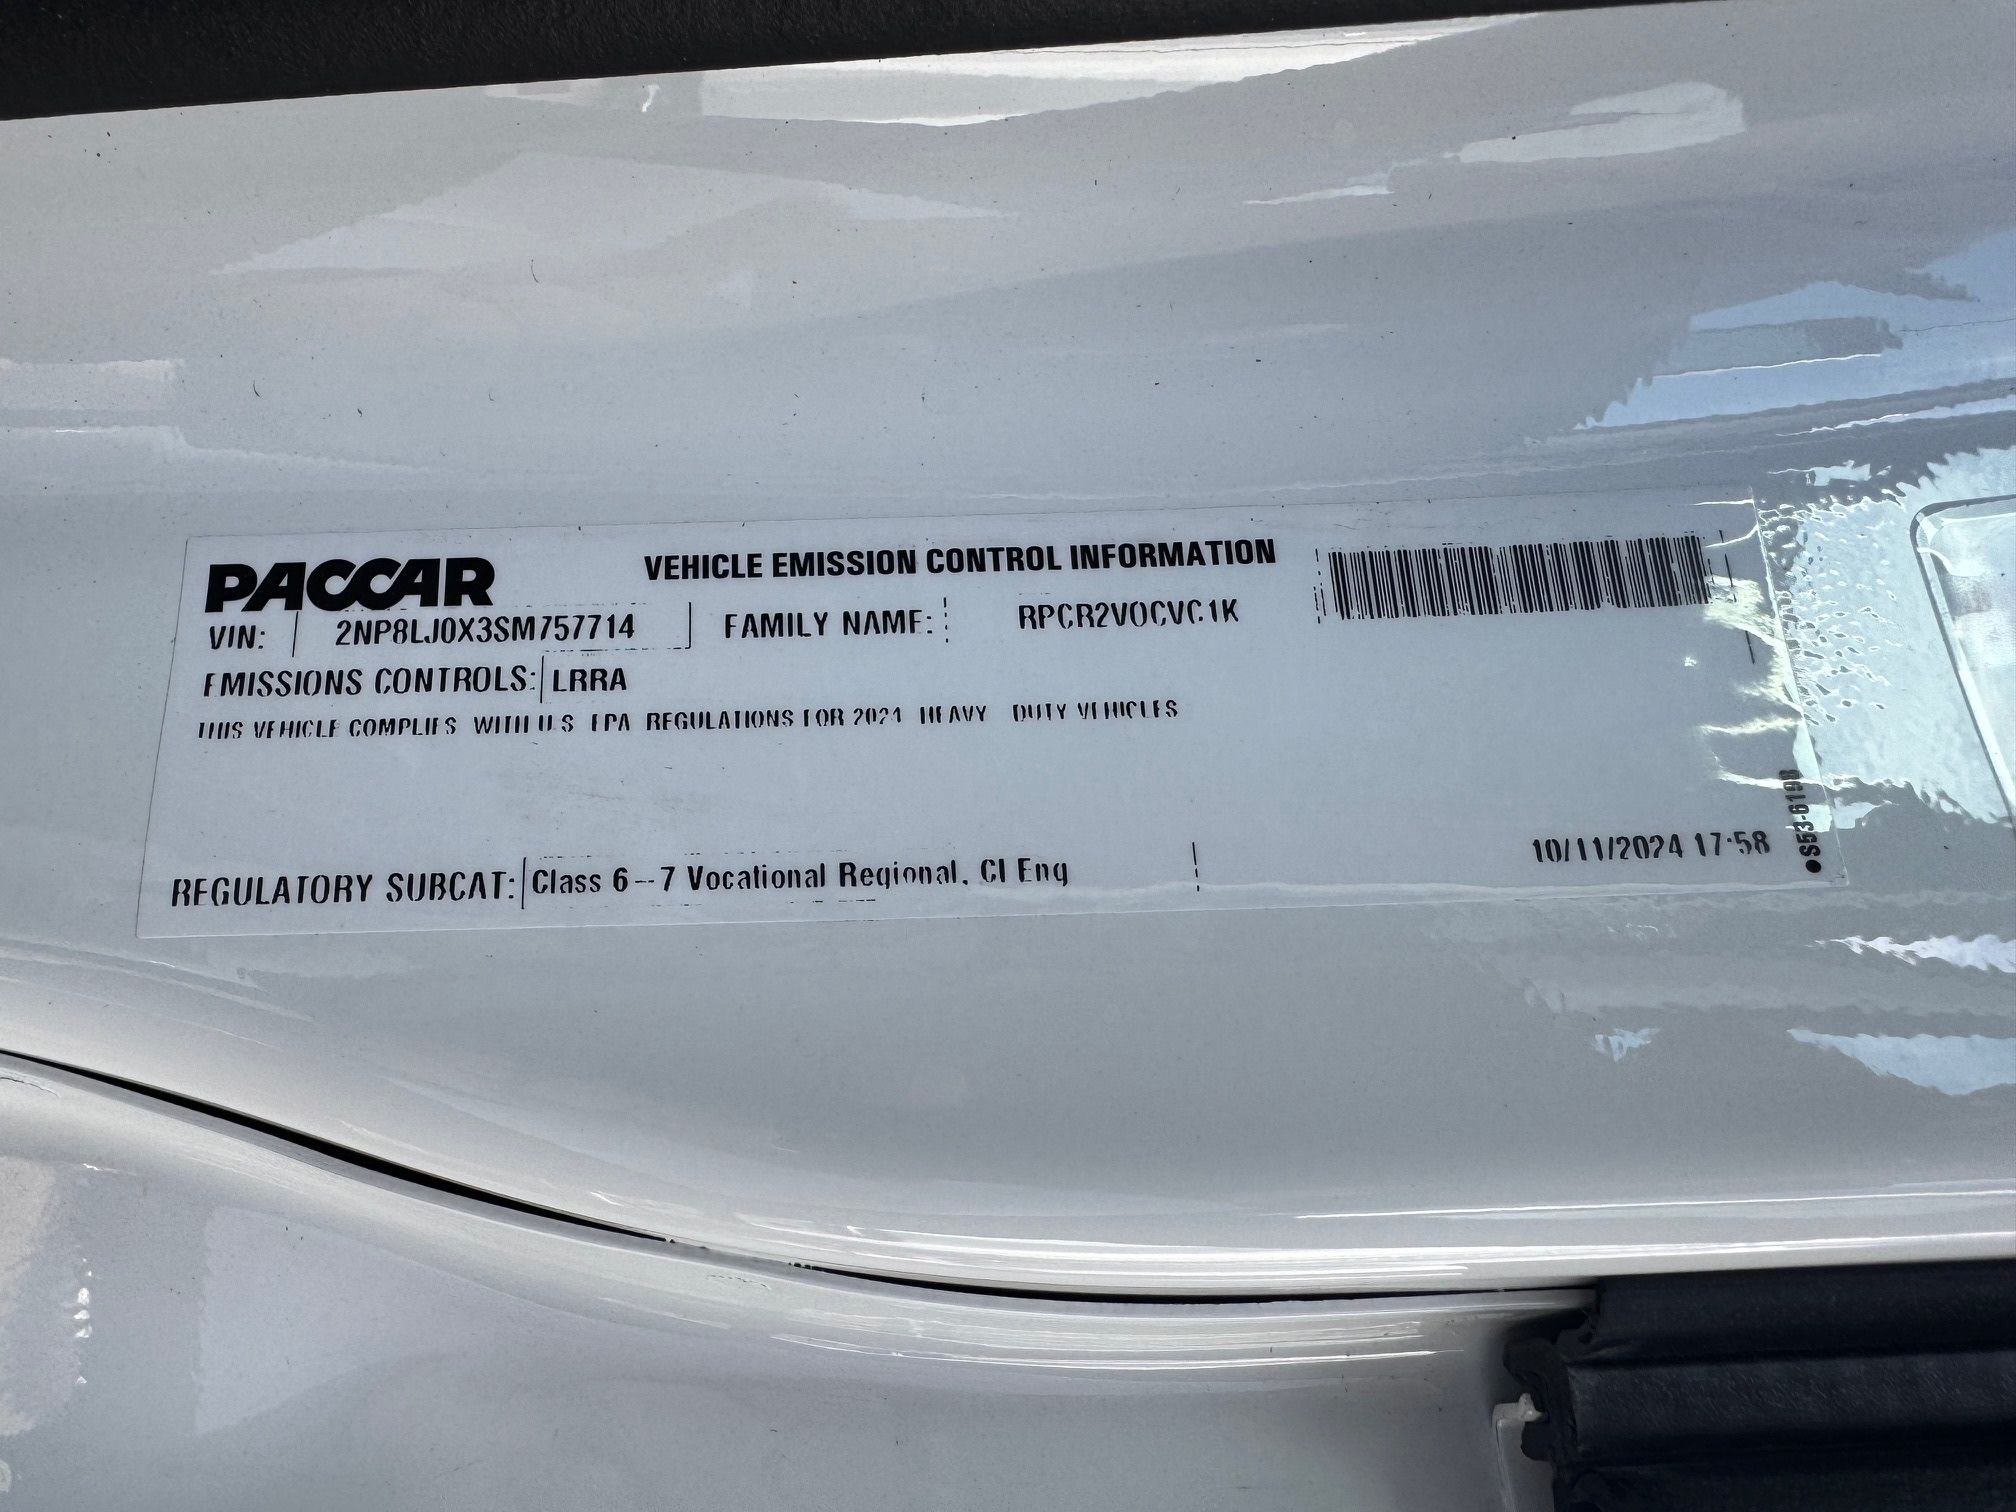 PACCAR VEHICLE EMISSION CONTROL INFORMATION
VIN: 2NP8LJ0X3SM757714 FAMILY NAME: RPCR2VOCVC1K
EMISSIONS CONTROLS: LRRA
THIS VEHICLE COMPLIES WITH U S EPA REGULATIONS FOR 2024 HEAVY DUTY VEHICLES
REGULATORY SUBCAT: Class 6-7 Vocational Regional, CI Eng
10/11/2024 17:58
●S53-6198